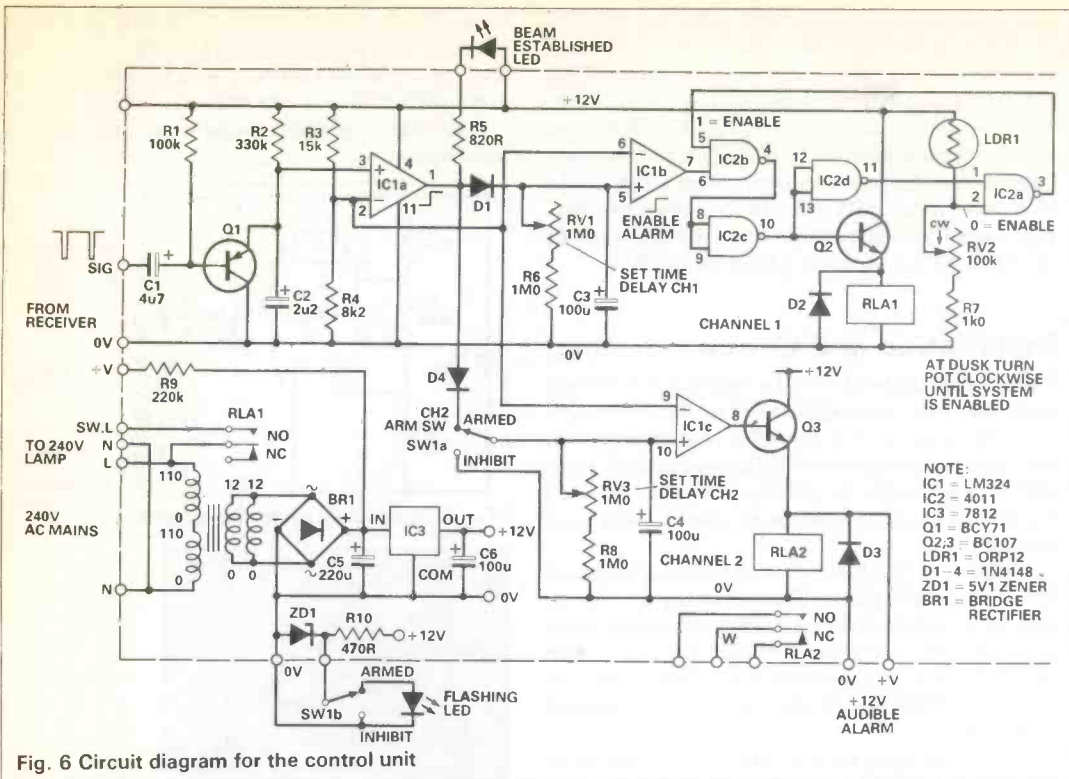 BEAM
ESTABLISHED
LED
+12V
R1
100k
R2
330k
R3
15k
R5
820R
3
+
4
IC1a
1
2
−
11
D1
6
−
IC1b
7
5
+
ENABLE
ALARM
1 = ENABLE
5
IC2b
4
6
8
IC2c
10
9
12
IC2d
11
13
LDR1
1
IC2a
3
2
0 = ENABLE
CW
RV2
100k
R7
1k0
Q1
SIG
C1
4u7
FROM
RECEIVER
0V
+
C2
2u2
R4
8k2
RV1
1M0
R6
1M0
SET TIME
DELAY CH1
+
C3
100u
0V
CHANNEL 1
Q2
D2
RLA1
AT DUSK TURN
POT CLOCKWISE
UNTIL SYSTEM
IS ENABLED
+V
R9
220k
SW.L
TO 240V
LAMP
N
L
240V
AC MAINS
N
RLA1
NO
NC
110
0
110
0
12 12
0 0
BR1
~
−
+
~
IN
IC3
OUT
COM
+
C5
220u
+
C6
100u
+12V
0V
D4
CH2
ARM SW
ARMED
SW1a
INHIBIT
9
−
IC1c
8
10
+
+12V
Q3
RV3
1M0
R8
1M0
SET TIME
DELAY CH2
+
C4
100u
CHANNEL 2
0V
RLA2
D3
NOTE:
IC1 = LM324
IC2 = 4011
IC3 = 7812
Q1 = BCY71
Q2;3 = BC107
LDR1 = ORP12
D1–4 = 1N4148
ZD1 = 5V1 ZENER
BR1 = BRIDGE
RECTIFIER
ZD1
R10
470R
+12V
0V
ARMED
SW1b
INHIBIT
FLASHING
LED
W
NO
NC
RLA2
0V
+V
+12V
AUDIBLE
ALARM
Fig. 6 Circuit diagram for the control unit